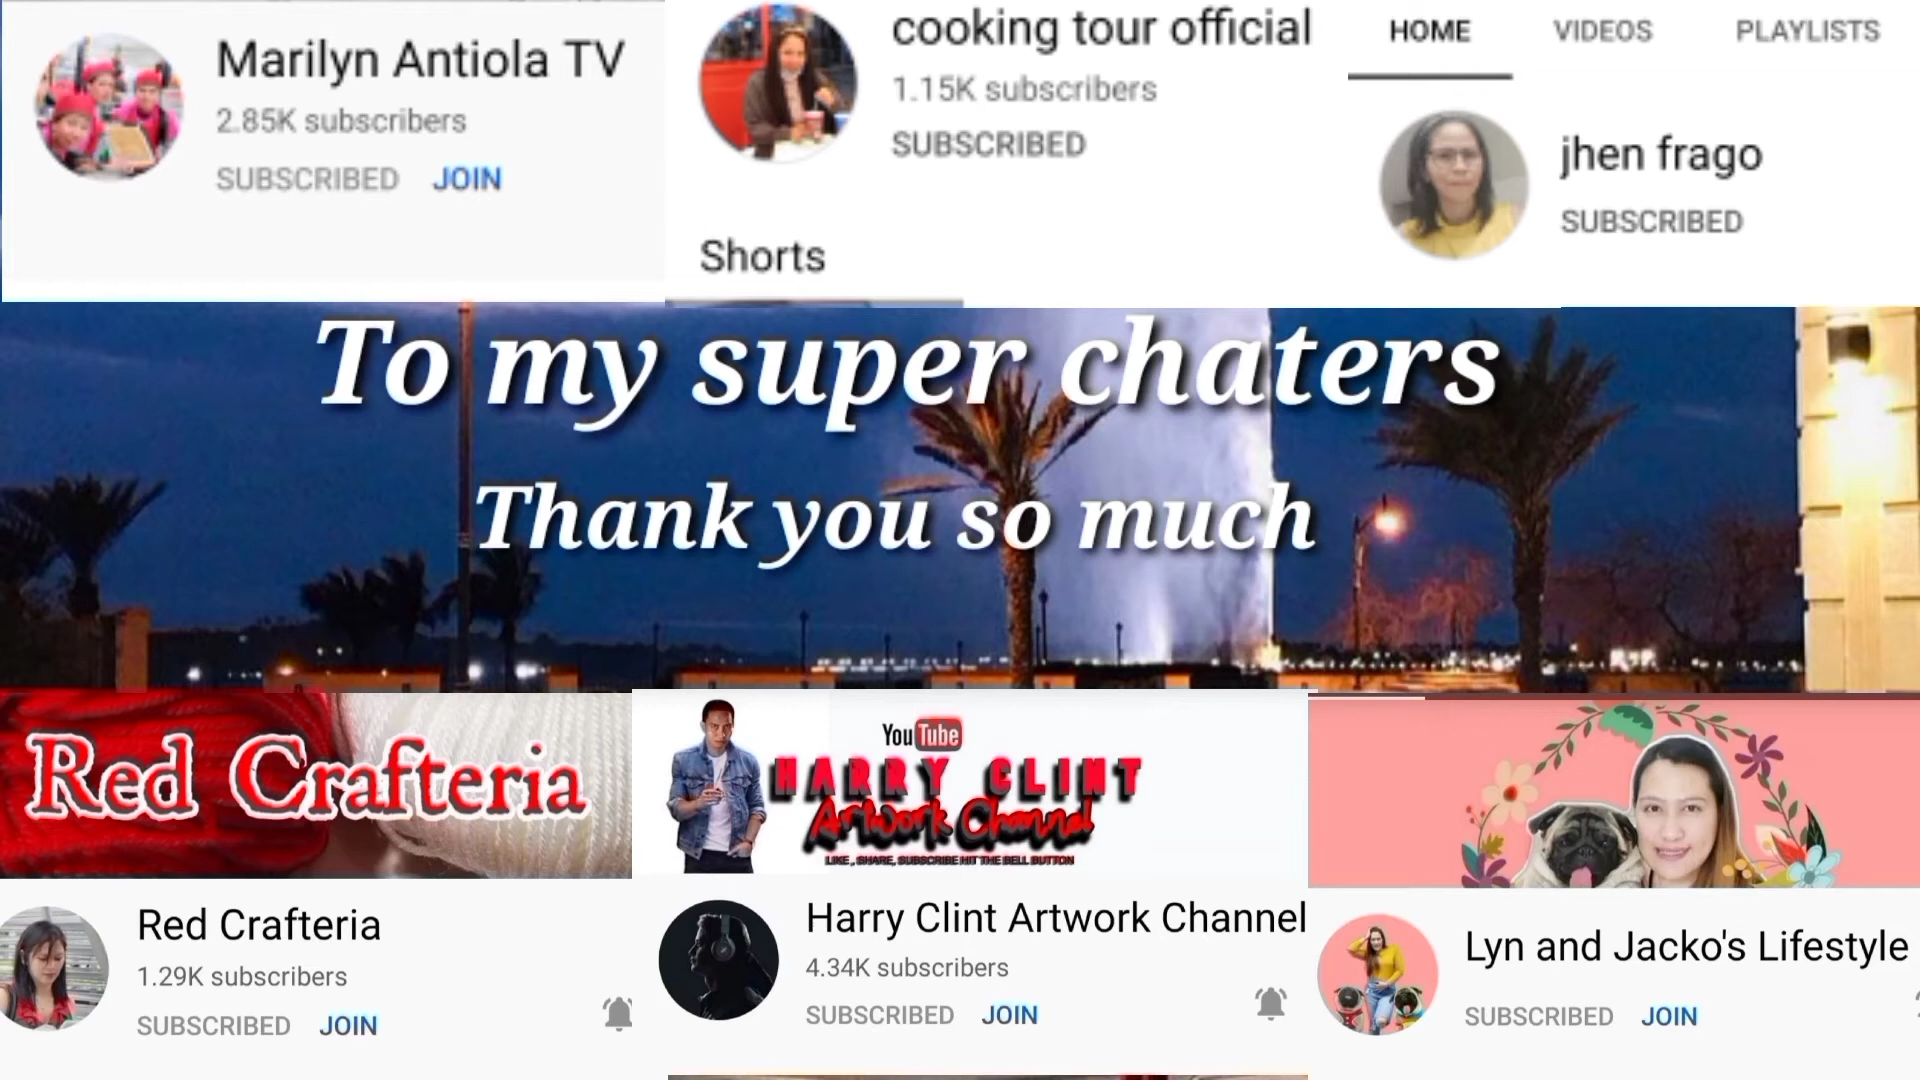 Marilyn Antiola TV
2.85K subscribers
SUBSCRIBED JOIN
cooking tour official
1.15K subscribers
SUBSCRIBED
Shorts
HOME VIDEOS PLAYLISTS
jhen frago
SUBSCRIBED
To my super chaters
Thank you so much
Red Crafteria
Red Crafteria
1.29K subscribers
SUBSCRIBED JOIN
YouTube
HARRY CLINT
Artwork Channel
LIKE, SHARE, SUBSCRIBE HIT THE BELL BUTTON
Harry Clint Artwork Channel
4.34K subscribers
SUBSCRIBED JOIN
Lyn and Jacko's Lifestyle
SUBSCRIBED JOIN